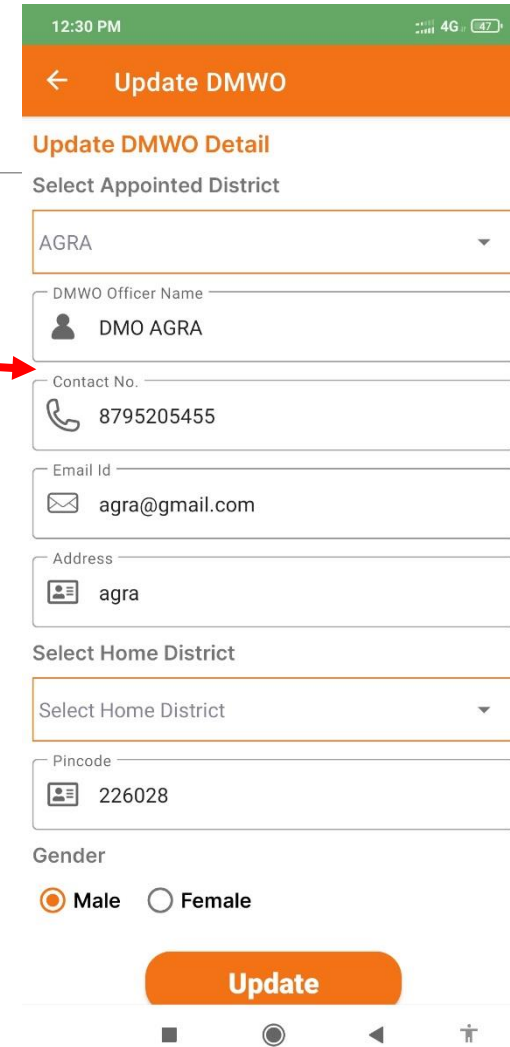 12:30 PM 4G 47
Update DMWO
Update DMWO Detail
Select Appointed District
AGRA
DMWO Officer Name
DMO AGRA
Contact No.
8795205455
Email Id
agra@gmail.com
Address
agra
Select Home District
Select Home District
Pincode
226028
Gender
Male Female
Update